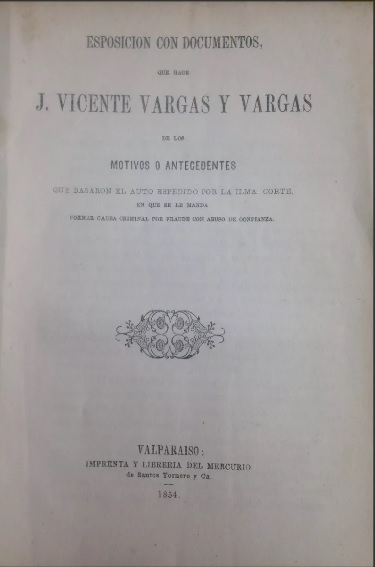 ESPOSICION CON DOCUMENTOS,
QUE HACE
J. VICENTE VARGAS Y VARGAS
DE LOS
MOTIVOS O ANTECEDENTES
QUE BASARON EL AUTO ESPEDIDO POR LA ILMA. CORTE,
EN QUE SE LE MANDA
FORMAR CAUSA CRIMINAL POR FRAUDE CON ABUSO DE CONFIANZA.
VALPARAISO:
IMPRENTA Y LIBRERIA DEL MERCURIO
de Santos Tornero y Ca.
1854.